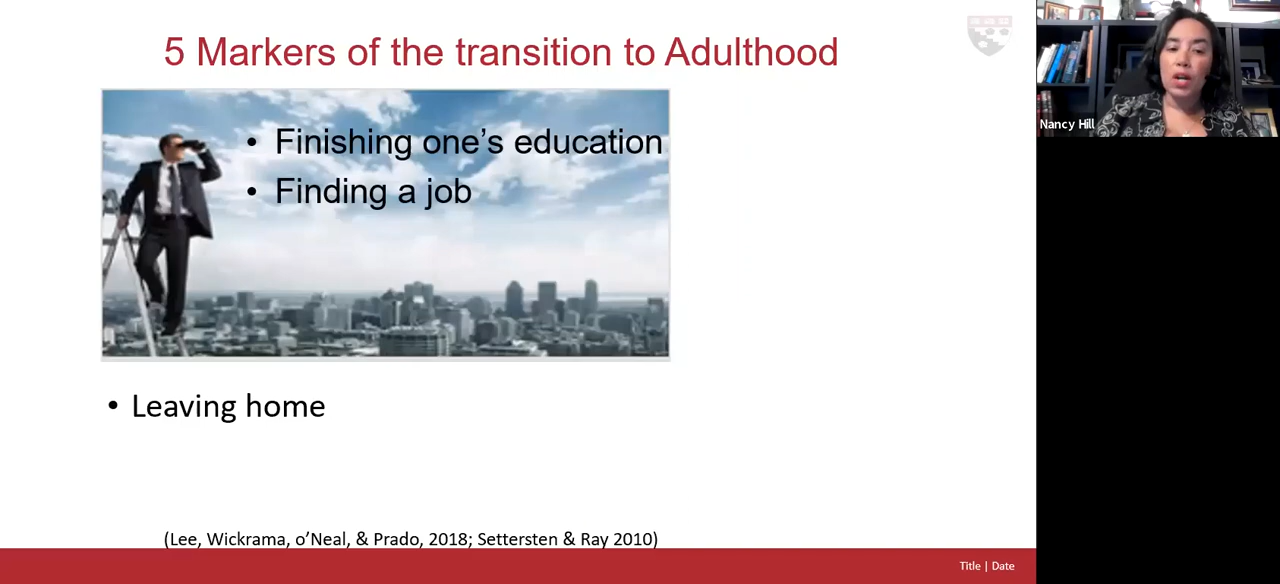 5 Markers of the transition to Adulthood
• Finishing one's education
• Finding a job
• Leaving home
(Lee, Wickrama, o'Neal, & Prado, 2018; Settersten & Ray 2010)
Title | Date
Nancy Hill